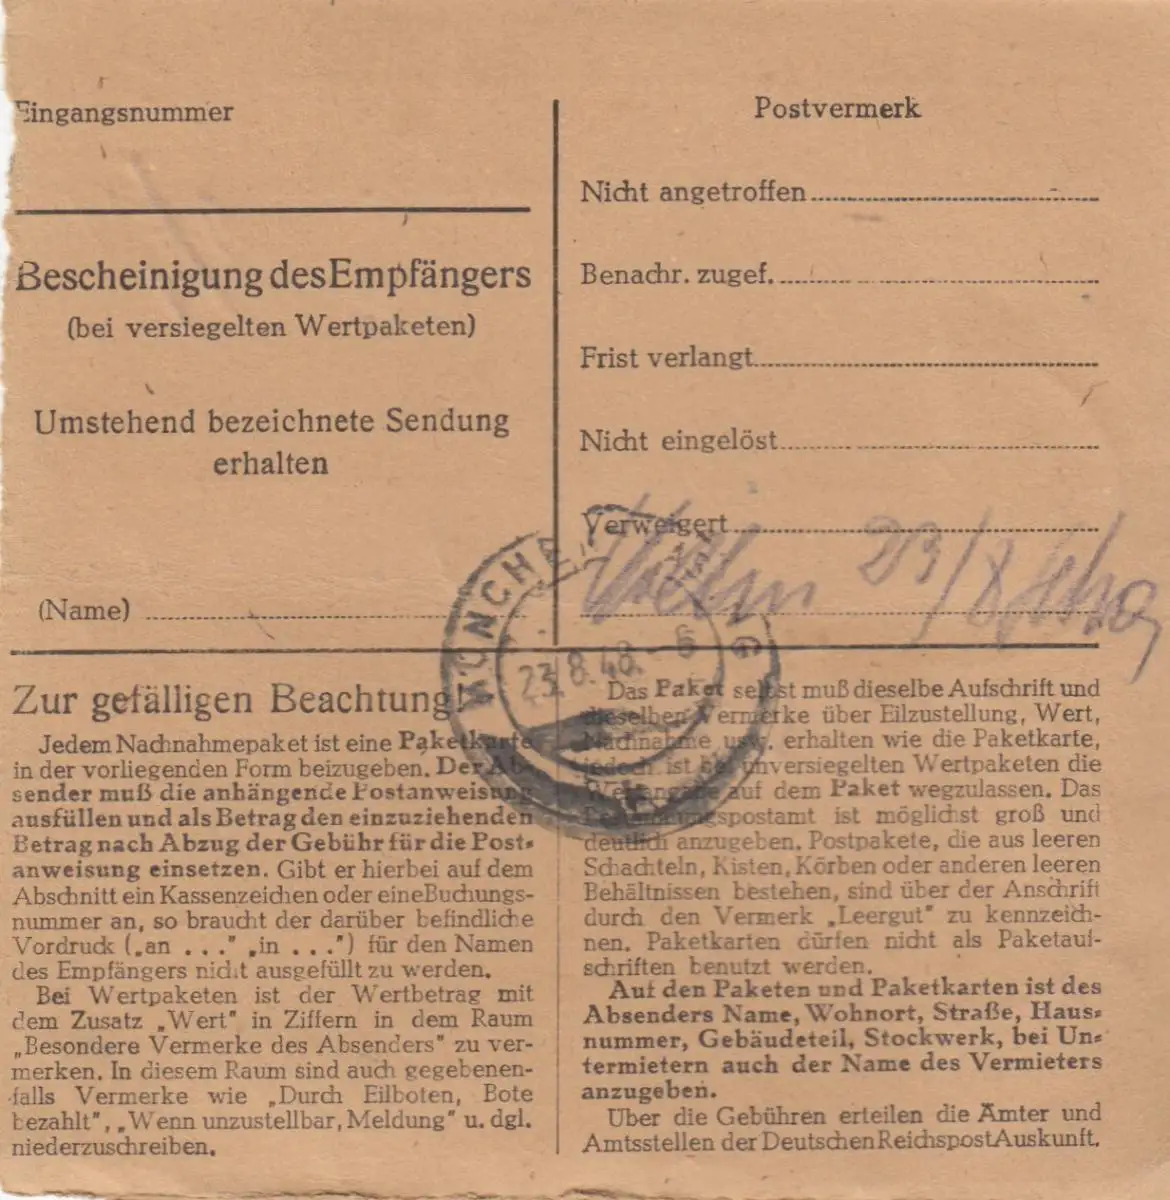 Eingangsnummer
Bescheinigung des Empfängers
(bei versiegelten Wertpaketen)
Umstehend bezeichnete Sendung
erhalten
(Name)
Postvermerk
Nicht angetroffen
Benachr. zugef.
Frist verlangt
Nicht eingelöst
Verweigert
23/8
MÜNCHEN
23.8.48.-6
Zur gefälligen Beachtung!
Jedem Nachnahmepaket ist eine Paketkarte
in der vorliegenden Form beizugeben. Der Ab-
sender muß die anhängende Postanweisung
ausfüllen und als Betrag den einzuziehenden
Betrag nach Abzug der Gebühr für die Post-
anweisung einsetzen. Gibt er hierbei auf dem
Abschnitt ein Kassenzeichen oder eine Buchungs-
nummer an, so braucht der darüber befindliche
Vordruck („an . . ." „in . . .") für den Namen
des Empfängers nicht ausgefüllt zu werden.
Bei Wertpaketen ist der Wertbetrag mit
dem Zusatz „Wert" in Ziffern in dem Raum
„Besondere Vermerke des Absenders" zu ver-
merken. In diesem Raum sind auch gegebenen-
falls Vermerke wie „Durch Eilboten, Bote
bezahlt", „Wenn unzustellbar, Meldung" u. dgl.
niederzuschreiben.
Das Paket selbst muß dieselbe Aufschrift und
dieselben Vermerke über Eilzustellung, Wert,
Nachnahme usw. erhalten wie die Paketkarte,
jedoch ist bei unversiegelten Wertpaketen die
Wertangabe auf dem Paket wegzulassen. Das
Bestimmungspostamt ist möglichst groß und
deutlich anzugeben. Postpakete, die aus leeren
Schachteln, Kisten, Körben oder anderen leeren
Behältnissen bestehen, sind über der Anschrift
durch den Vermerk „Leergut" zu kennzeich-
nen. Paketkarten dürfen nicht als Paketauf-
schriften benutzt werden.
Auf den Paketen und Paketkarten ist des
Absenders Name, Wohnort, Straße, Haus-
nummer, Gebäudeteil, Stockwerk, bei Un-
termietern auch der Name des Vermieters
anzugeben.
Über die Gebühren erteilen die Ämter und
Amtsstellen der Deutschen Reichspost Auskunft.